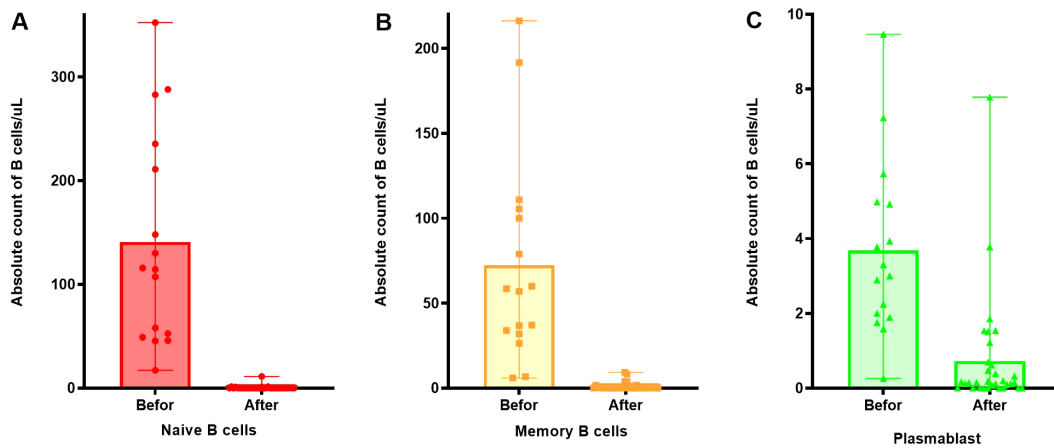 A
Absolute count of B cells/uL
350
300
200
100
0
Befor After
Naive B cells
B
Absolute count of B cells/uL
200
150
100
50
0
Befor After
Memory B cells
C
Absolute count of B cells/uL
10
8
6
4
2
0
Befor After
Plasmablast